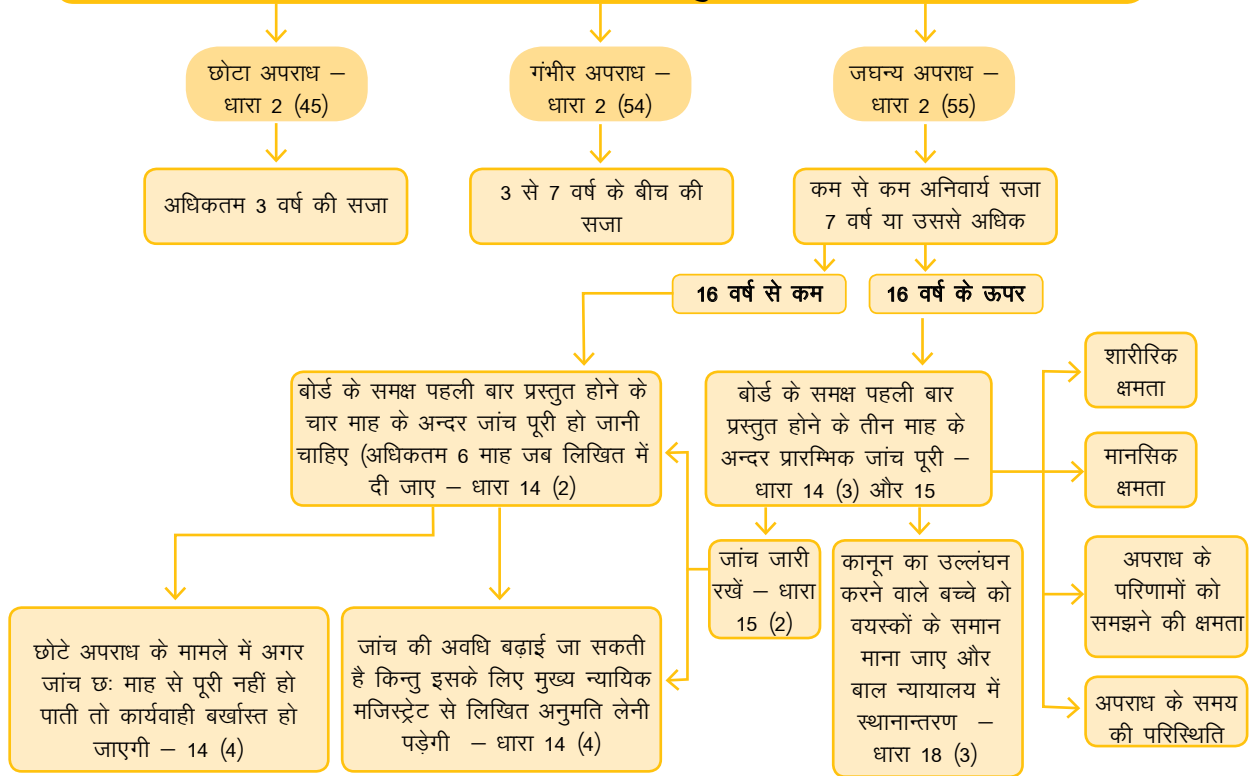 छोटा अपराध –
धारा 2 (45)
गंभीर अपराध –
धारा 2 (54)
जघन्य अपराध –
धारा 2 (55)
अधिकतम 3 वर्ष की सजा
3 से 7 वर्ष के बीच की
सजा
कम से कम अनिवार्य सजा
7 वर्ष या उससे अधिक
16 वर्ष से कम
16 वर्ष के ऊपर
बोर्ड के समक्ष पहली बार प्रस्तुत होने के
चार माह के अन्दर जांच पूरी हो जानी
चाहिए (अधिकतम 6 माह जब लिखित में
दी जाए – धारा 14 (2)
बोर्ड के समक्ष पहली बार
प्रस्तुत होने के तीन माह के
अन्दर प्रारम्भिक जांच पूरी –
धारा 14 (3) और 15
शारीरिक
क्षमता
मानसिक
क्षमता
अपराध के
परिणामों को
समझने की क्षमता
अपराध के समय
की परिस्थिति
छोटे अपराध के मामले में अगर
जांच छः माह से पूरी नहीं हो
पाती तो कार्यवाही बर्खास्त हो
जाएगी – 14 (4)
जांच की अवधि बढ़ाई जा सकती
है किन्तु इसके लिए मुख्य न्यायिक
मजिस्ट्रेट से लिखित अनुमति लेनी
पड़ेगी – धारा 14 (4)
जांच जारी
रखें – धारा
15 (2)
कानून का उल्लंघन
करने वाले बच्चे को
वयस्कों के समान
माना जाए और
बाल न्यायालय में
स्थानान्तरण –
धारा 18 (3)